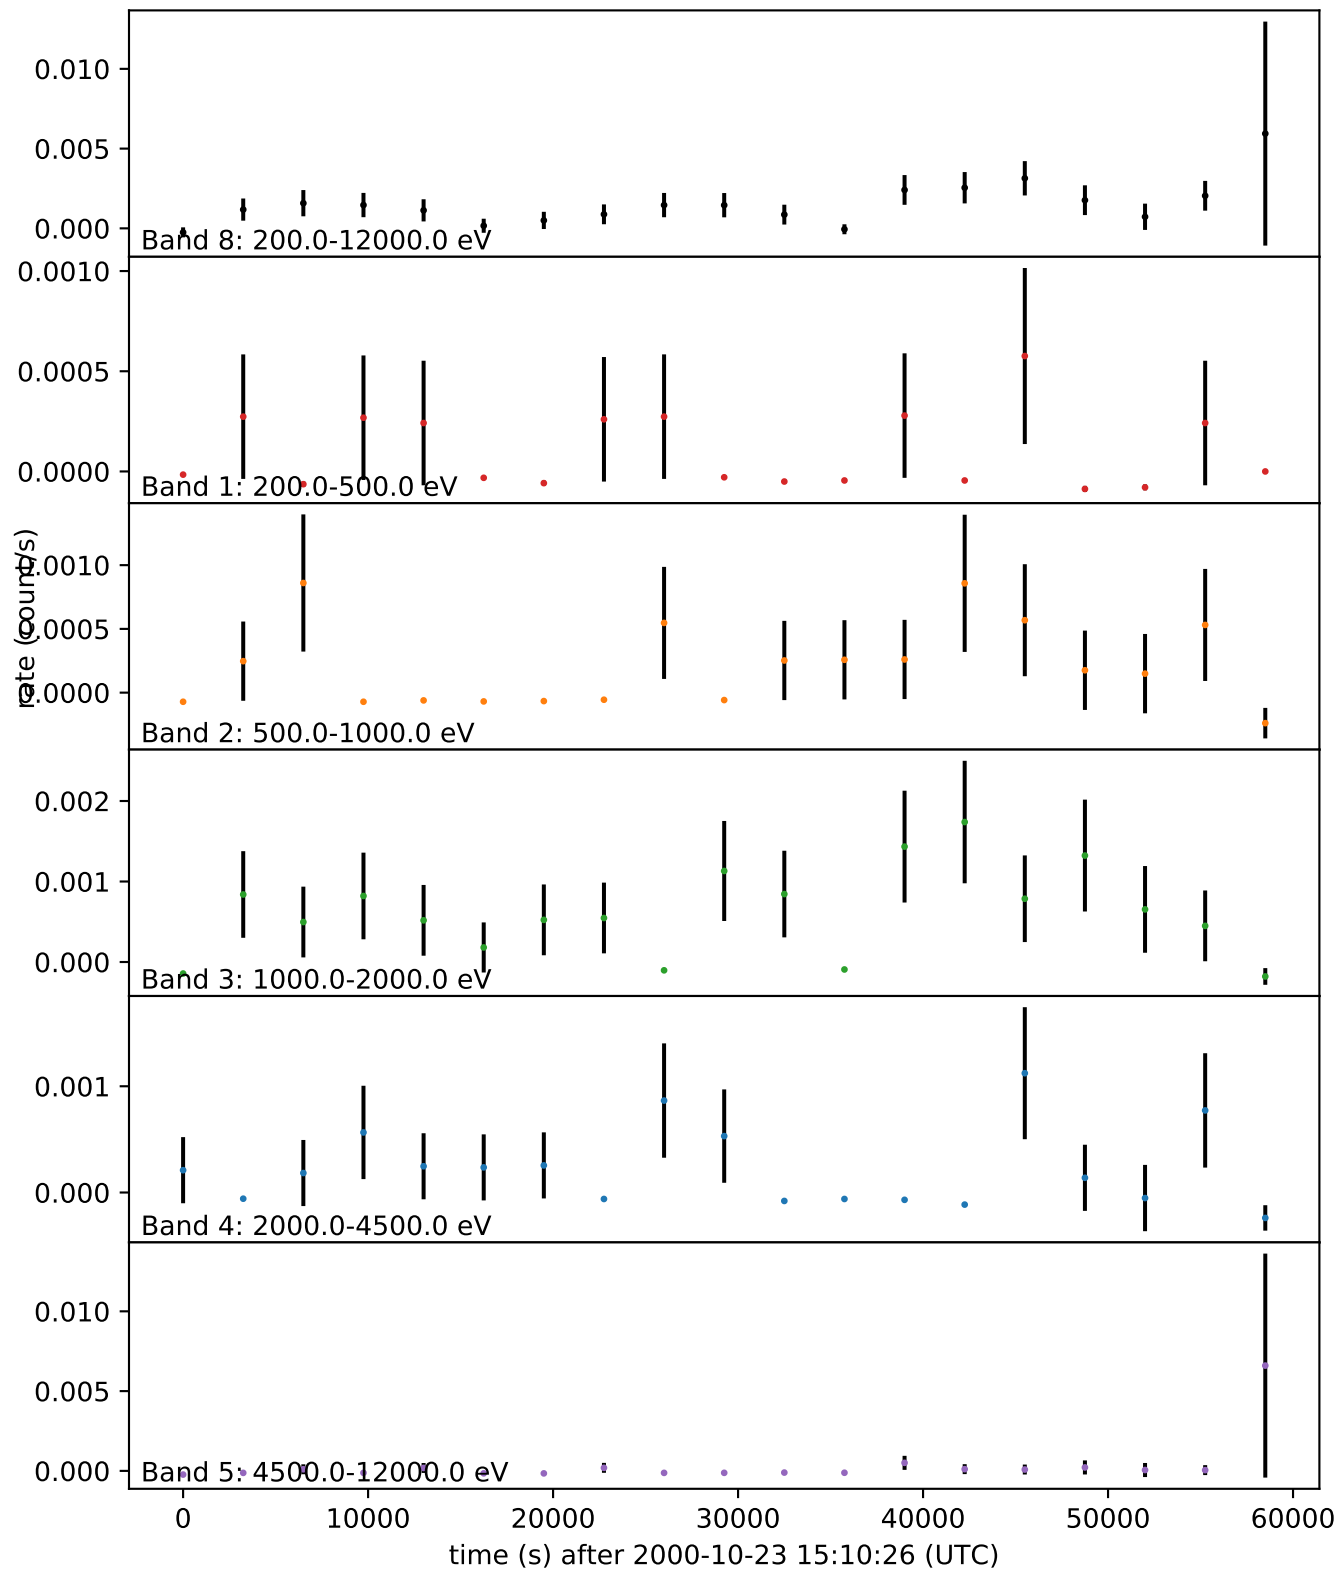 0.010
0.005
0.000
Band 8: 200.0-12000.0 eV
0.0010
0.0005
0.0000
Band 1: 200.0-500.0 eV
rate (count/s)
0.0010
0.0005
0.0000
Band 2: 500.0-1000.0 eV
0.002
0.001
0.000
Band 3: 1000.0-2000.0 eV
0.001
0.000
Band 4: 2000.0-4500.0 eV
0.010
0.005
0.000
Band 5: 4500.0-12000.0 eV
0 10000 20000 30000 40000 50000 60000
time (s) after 2000-10-23 15:10:26 (UTC)